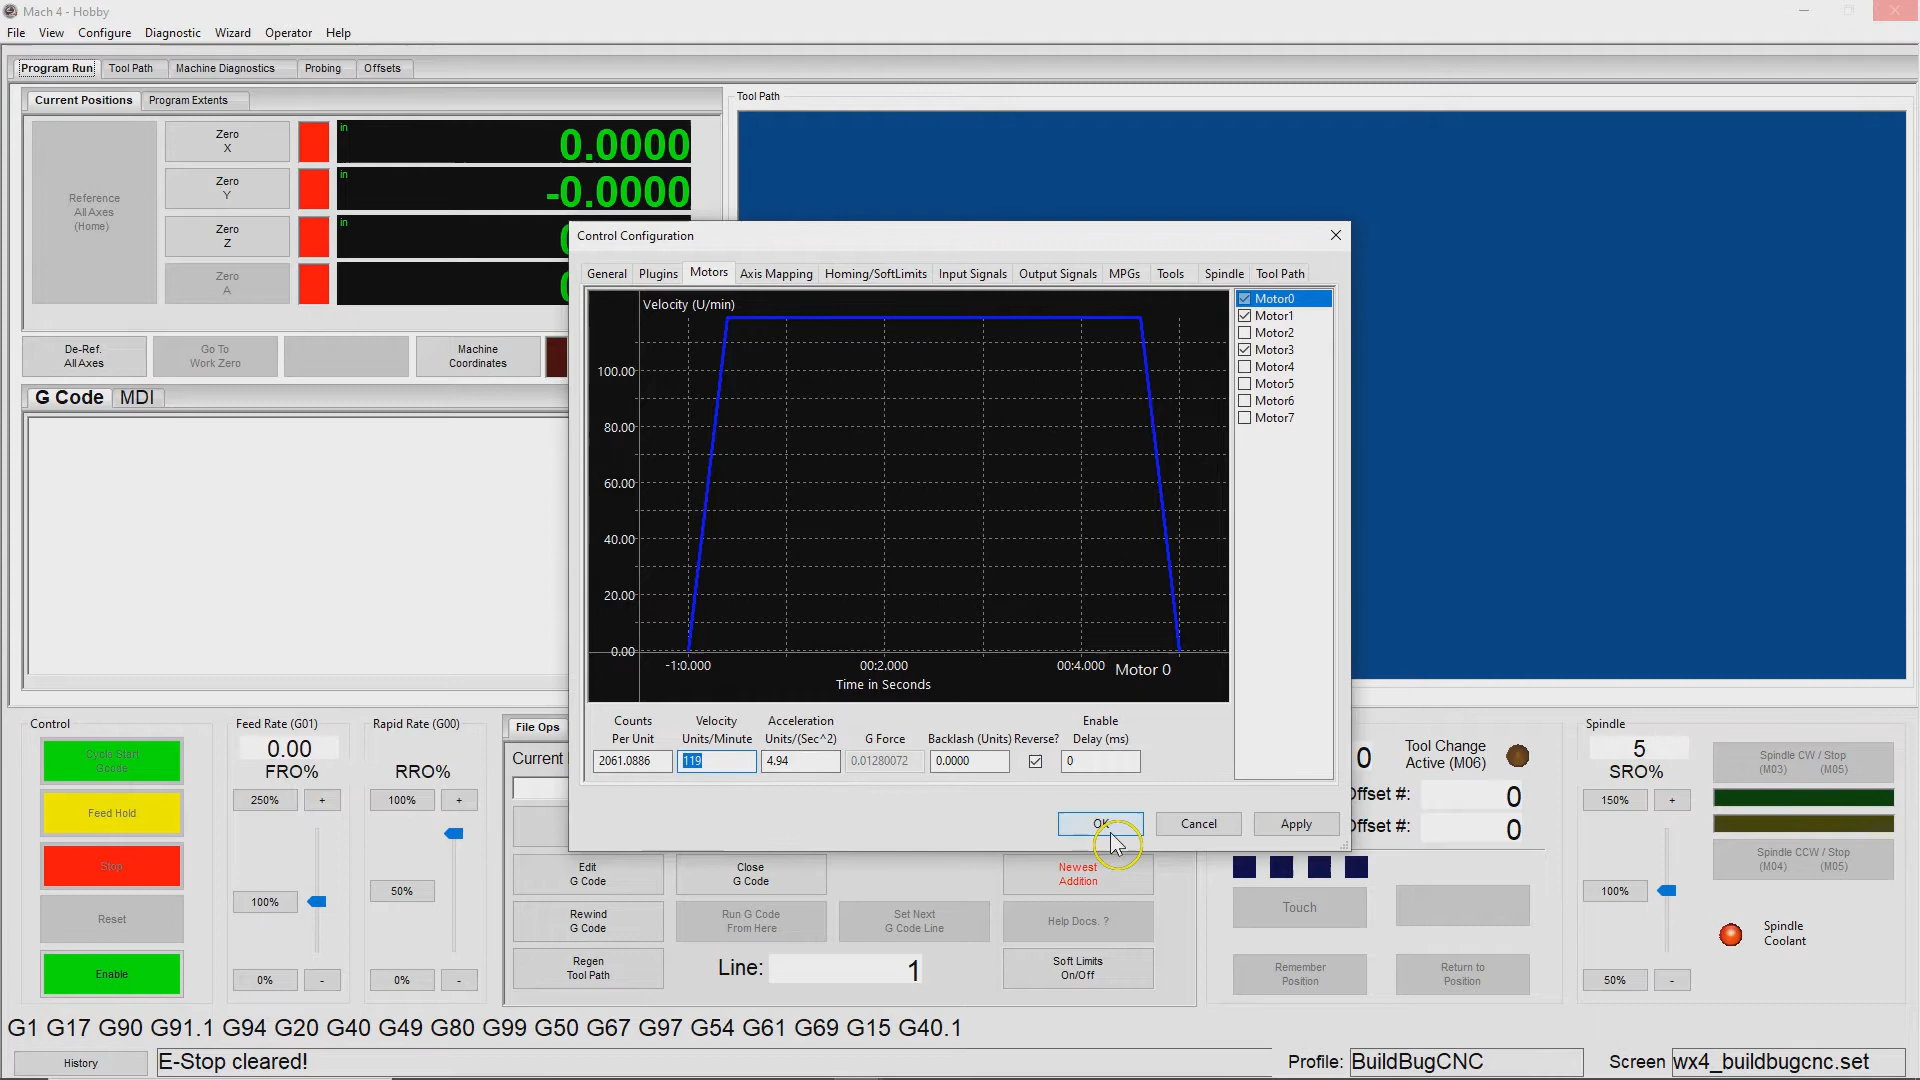 Mach 4 - Hobby
File View Configure Diagnostic Wizard Operator Help
Program Run Tool Path Machine Diagnostics Probing Offsets
Current Positions Program Extents
Tool Path
Reference
All Axes
(Home)
Zero
X
in
0.0000
Zero
Y
in
-0.0000
Zero
Z
in
Zero
A
De-Ref.
All Axes
Go To
Work Zero
Machine
Coordinates
G Code MDI
Control Configuration
General Plugins Motors Axis Mapping Homing/SoftLimits Input Signals Output Signals MPGs Tools Spindle Tool Path
Velocity (U/min)
100.00
80.00
60.00
40.00
20.00
0.00
-1:0.000 00:2.000 00:4.000
Motor 0
Time in Seconds
Motor0
Motor1
Motor2
Motor3
Motor4
Motor5
Motor6
Motor7
Counts
Per Unit
Velocity
Units/Minute
Acceleration
Units/(Sec^2)
G Force
Backlash (Units)
Reverse?
Enable
Delay (ms)
2061.0886 119 4.94 0.01280072 0.0000 0
OK Cancel Apply
Control
Cycle Start
Gcode
Feed Hold
Stop
Reset
Enable
Feed Rate (G01)
0.00
FRO%
250% +
100%
0% -
Rapid Rate (G00)
RRO%
100% +
50%
0% -
File Ops
Current
Edit
G Code
Close
G Code
Newest
Addition
Rewind
G Code
Run G Code
From Here
Set Next
G Code Line
Help Docs. ?
Regen
Tool Path
Line: 1
Soft Limits
On/Off
0
Tool Change
Active (M06)
Offset #: 0
Offset #: 0
Touch
Remember
Position
Return to
Position
Spindle
5
SRO%
150% +
100%
50% -
Spindle CW / Stop
(M03) (M05)
Spindle CCW / Stop
(M04) (M05)
Spindle
Coolant
G1 G17 G90 G91.1 G94 G20 G40 G49 G80 G99 G50 G67 G97 G54 G61 G69 G15 G40.1
History E-Stop cleared! Profile: BuildBugCNC Screen wx4_buildbugcnc.set